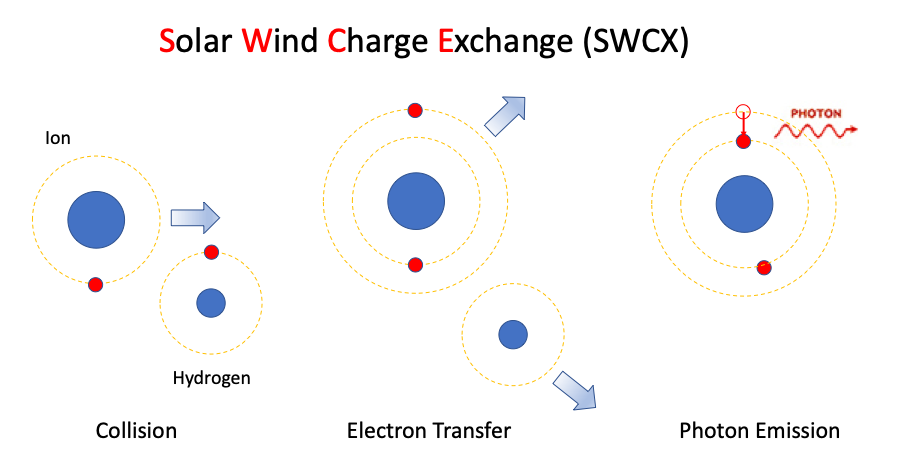 Solar Wind Charge Exchange (SWCX)
Ion
PHOTON
Hydrogen
Collision
Electron Transfer
Photon Emission